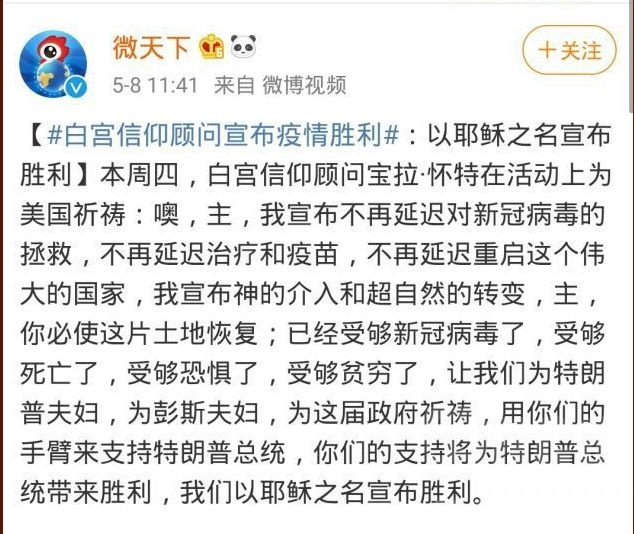 微天下
+关注
5-8 11:41 来自 微博视频
【#白宫信仰顾问宣布疫情胜利#：以耶稣之名宣布
胜利】本周四，白宫信仰顾问宝拉·怀特在活动上为
美国祈祷：噢，主，我宣布不再延迟对新冠病毒的
拯救，不再延迟治疗和疫苗，不再延迟重启这个伟
大的国家，我宣布神的介入和超自然的转变，主，
你必使这片土地恢复；已经受够新冠病毒了，受够
死亡了，受够恐惧了，受够贫穷了，让我们为特朗
普夫妇，为彭斯夫妇，为这届政府祈祷，用你们的
手臂来支持特朗普总统，你们的支持将为特朗普总
统带来胜利，我们以耶稣之名宣布胜利。